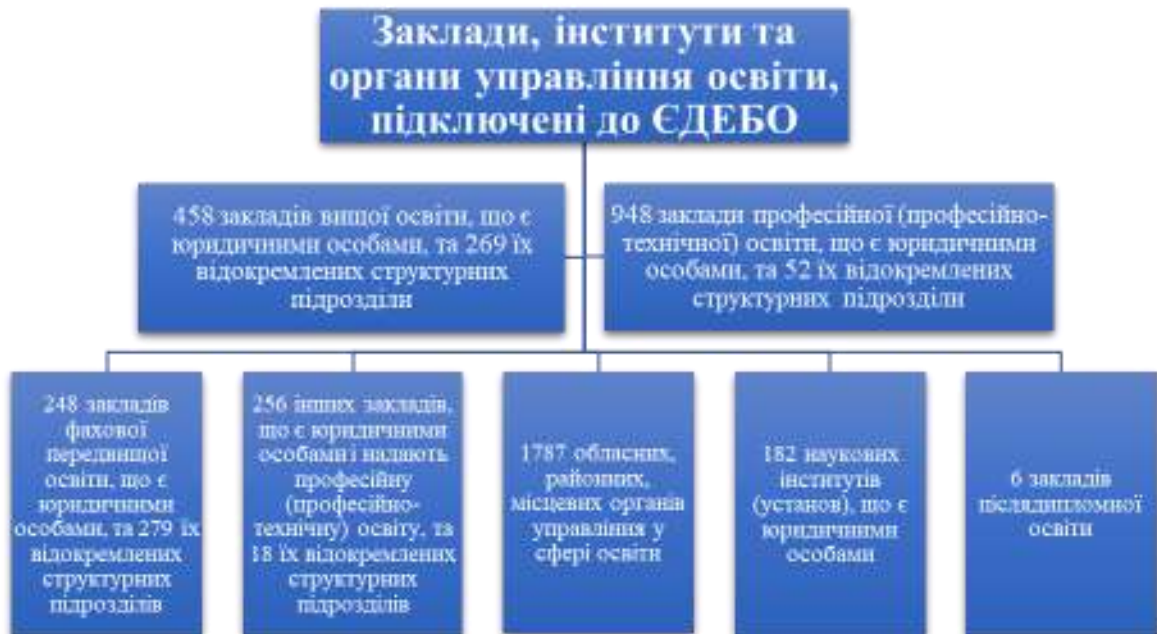 Заклади, інститути та
органи управління освіти,
підключені до ЄДЕБО
458 закладів вищої освіти, що є
юридичними особами, та 269 їх
відокремлених структурних
підрозділи
948 заклади професійної (професійно-
технічної) освіти, що є юридичними
особами, та 52 їх відокремлених
структурних підрозділи
248 закладів
фахової
передвищої
освіти, що є
юридичними
особами, та 279 їх
відокремлених
структурних
підрозділів
256 інших закладів,
що є юридичними
особами і надають
професійну
(професійно-
технічну) освіту, та
18 їх відокремлених
структурних
підрозділів
1787 обласних,
районних,
місцевих органів
управління у
сфері освіти
182 наукових
інститутів
(установ), що є
юридичними
особами
6 закладів
післядипломної
освіти